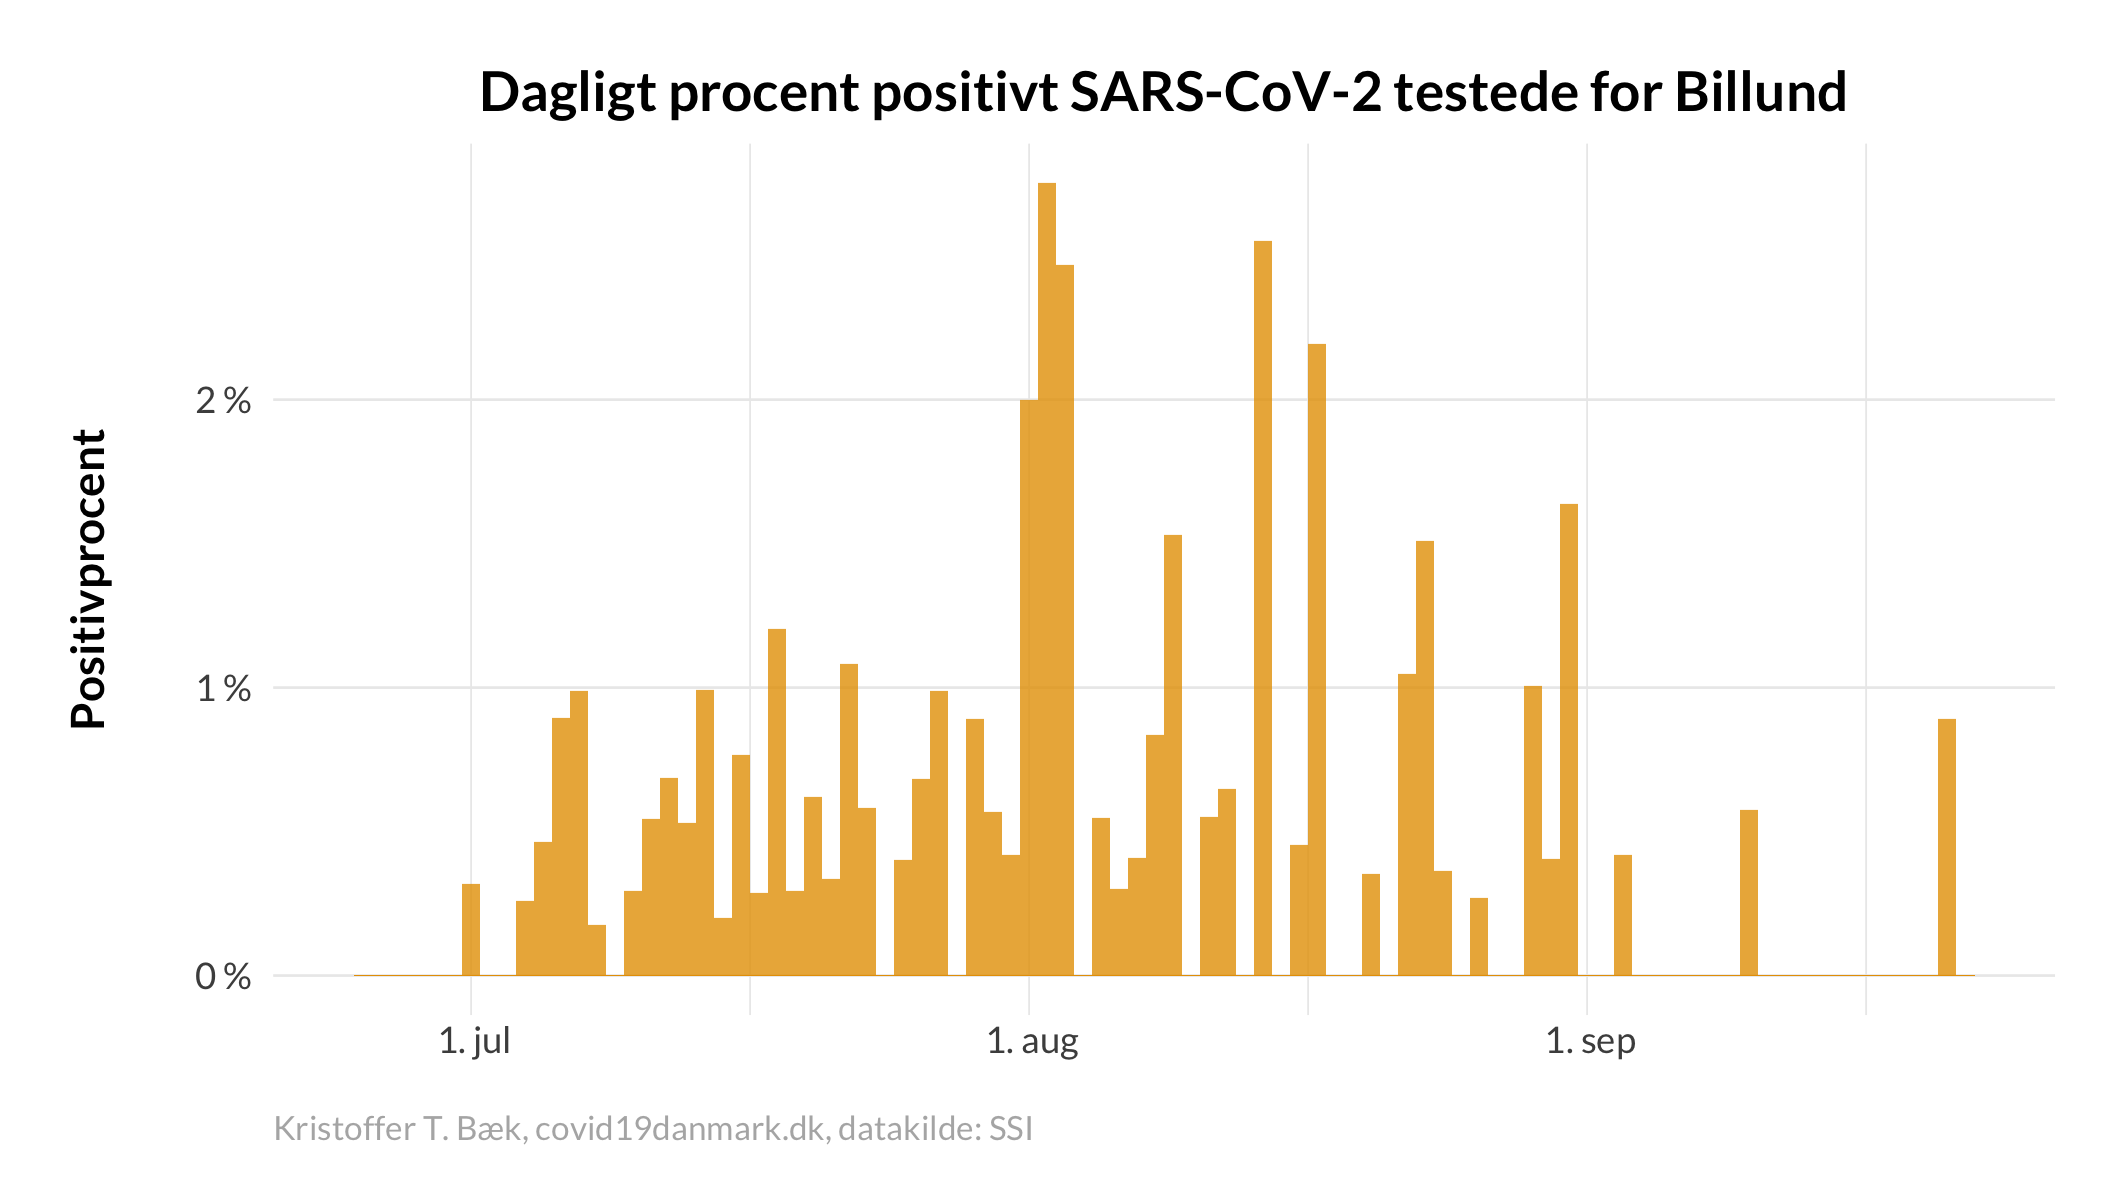 Dagligt procent positivt SARS-CoV-2 testede for Billund
Positivprocent
2 %
1 %
0 %
1. jul
1. aug
1. sep
Kristoffer T. Bæk, covid19danmark.dk, datakilde: SSI